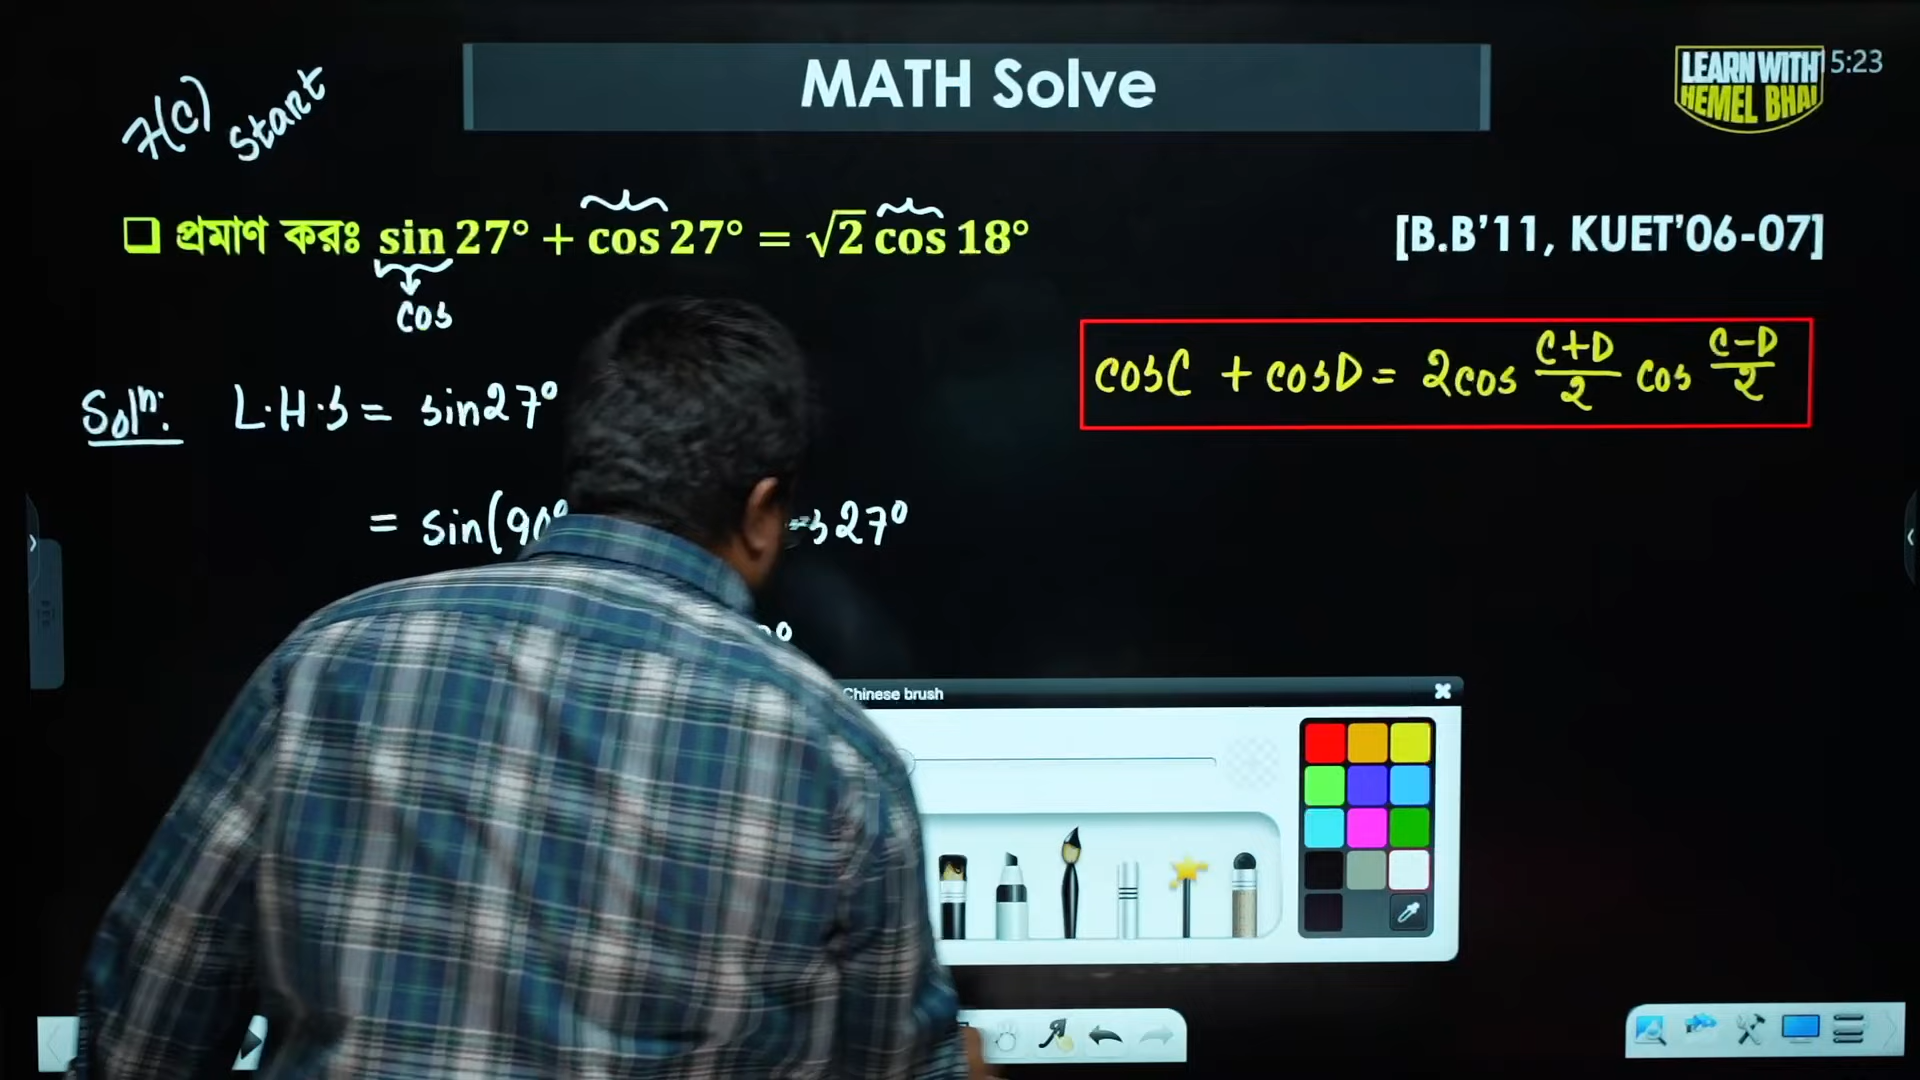 MATH Solve
LEARN WITH
HEMEL BHAI
5:23
7(C) Start
❑ প্রমাণ করঃ sin 27° + cos 27° = √2 cos 18°
[B.B’11, KUET’06-07]
cos
cosC + cosD = 2cos (C+D)/2 cos (C-D)/2
Solⁿ: L.H.S = sin27°
= sin(90° 27°
Chinese brush